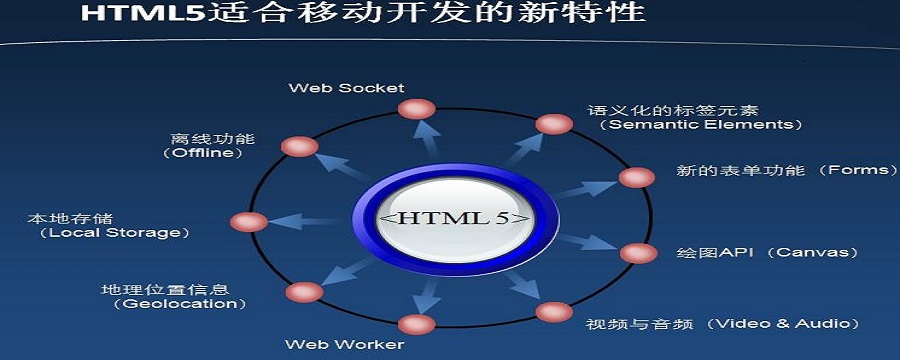 HTML5适合移动开发的新特性
Web Socket
语义化的标签元素
（Semantic Elements）
离线功能
（Offline）
新的表单功能（Forms）
本地存储
（Local Storage）
<HTML 5>
绘图API（Canvas）
地理位置信息
（Geolocation）
视频与音频（Video & Audio）
Web Worker